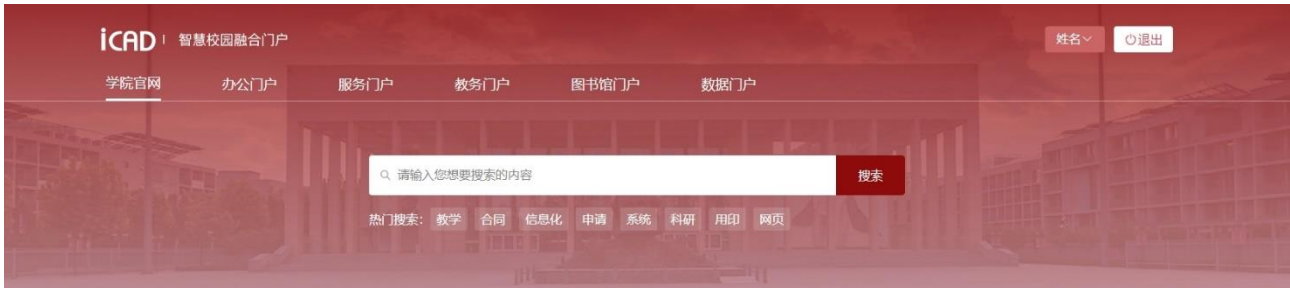 iCAD 智慧校园融合门户 姓名 退出
学院官网 办公门户 服务门户 教务门户 图书馆门户 数据门户
请输入您想要搜索的内容 搜索
热门搜索: 教学 合同 信息化 申请 系统 科研 用印 网页